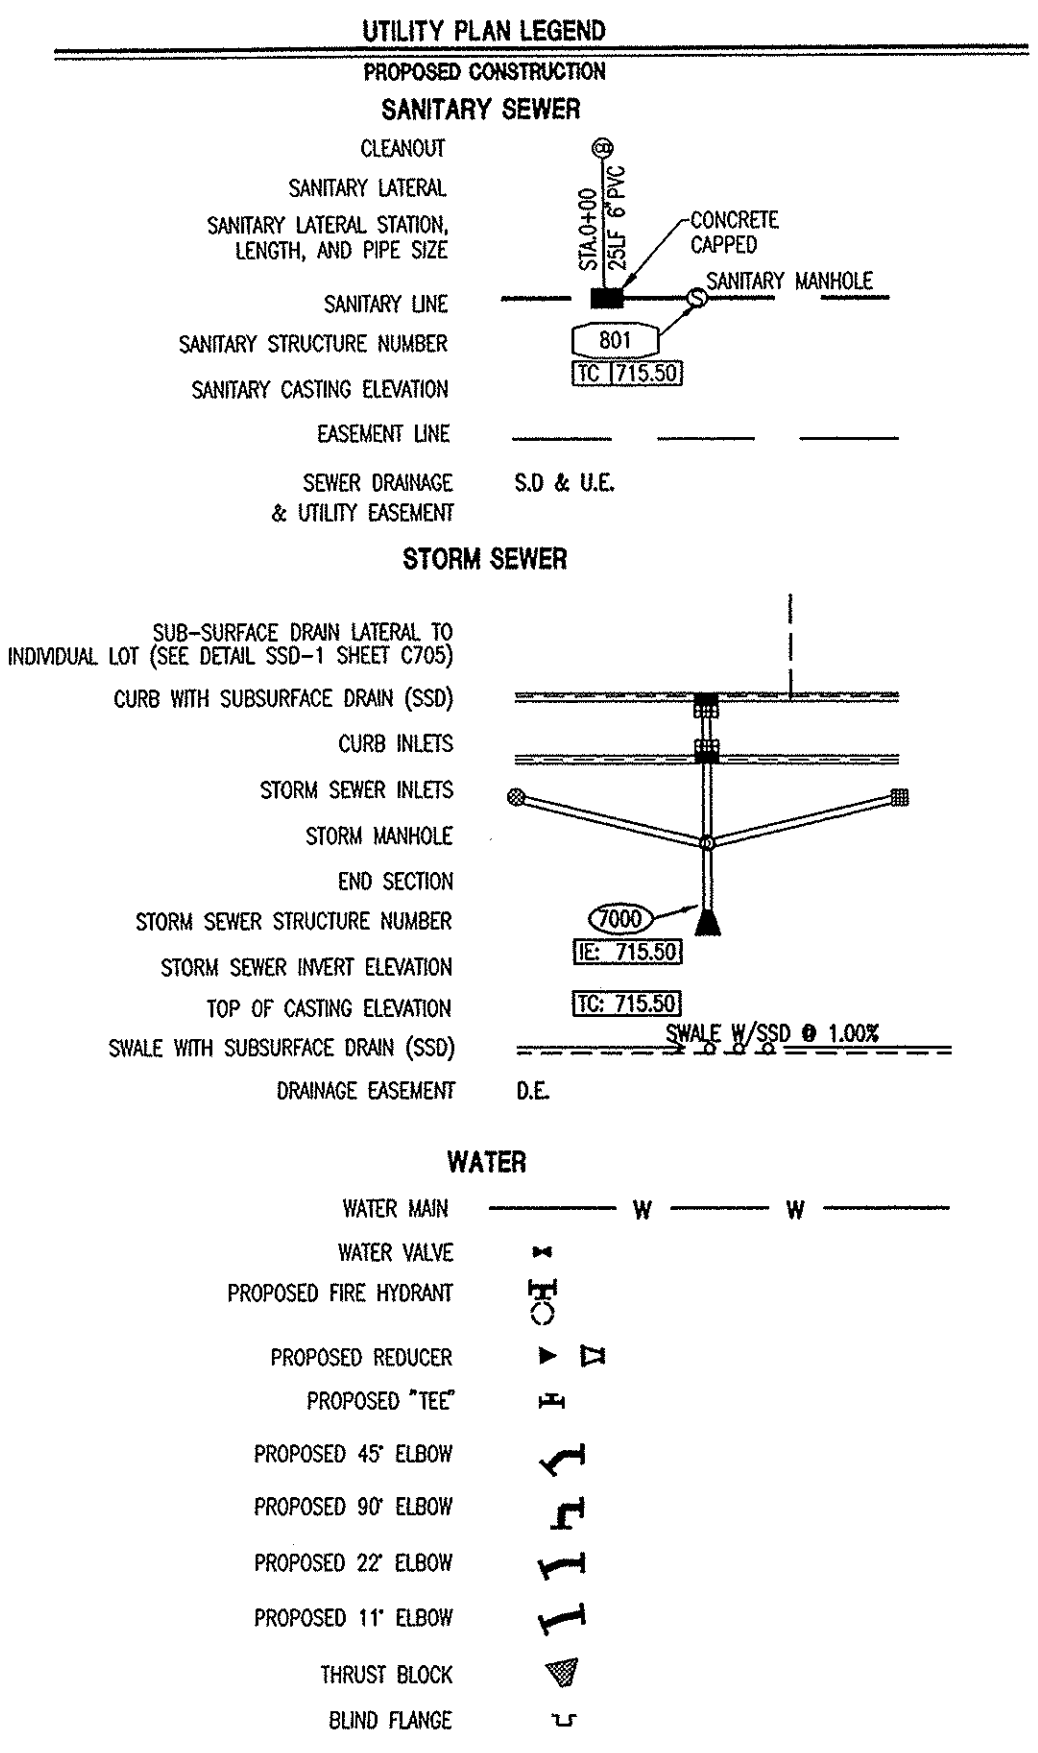 UTILITY PLAN LEGEND
PROPOSED CONSTRUCTION
SANITARY SEWER
CLEANOUT
CO
SANITARY LATERAL
SANITARY LATERAL STATION,
LENGTH, AND PIPE SIZE
STA.0+00
25LF 6" PVC
CONCRETE
CAPPED
SANITARY MANHOLE
SANITARY LINE
S
SANITARY STRUCTURE NUMBER
801
SANITARY CASTING ELEVATION
TC 715.50
EASEMENT LINE
SEWER DRAINAGE
& UTILITY EASEMENT
S.D & U.E.
STORM SEWER
SUB-SURFACE DRAIN LATERAL TO
INDIVIDUAL LOT (SEE DETAIL SSD-1 SHEET C705)
CURB WITH SUBSURFACE DRAIN (SSD)
CURB INLETS
STORM SEWER INLETS
STORM MANHOLE
END SECTION
STORM SEWER STRUCTURE NUMBER
7000
STORM SEWER INVERT ELEVATION
IE: 715.50
TOP OF CASTING ELEVATION
TC: 715.50
SWALE WITH SUBSURFACE DRAIN (SSD)
SWALE W/SSD @ 1.00%
DRAINAGE EASEMENT
D.E.
WATER
WATER MAIN
W W
WATER VALVE
PROPOSED FIRE HYDRANT
PROPOSED REDUCER
PROPOSED "TEE"
PROPOSED 45° ELBOW
PROPOSED 90° ELBOW
PROPOSED 22° ELBOW
PROPOSED 11° ELBOW
THRUST BLOCK
BLIND FLANGE